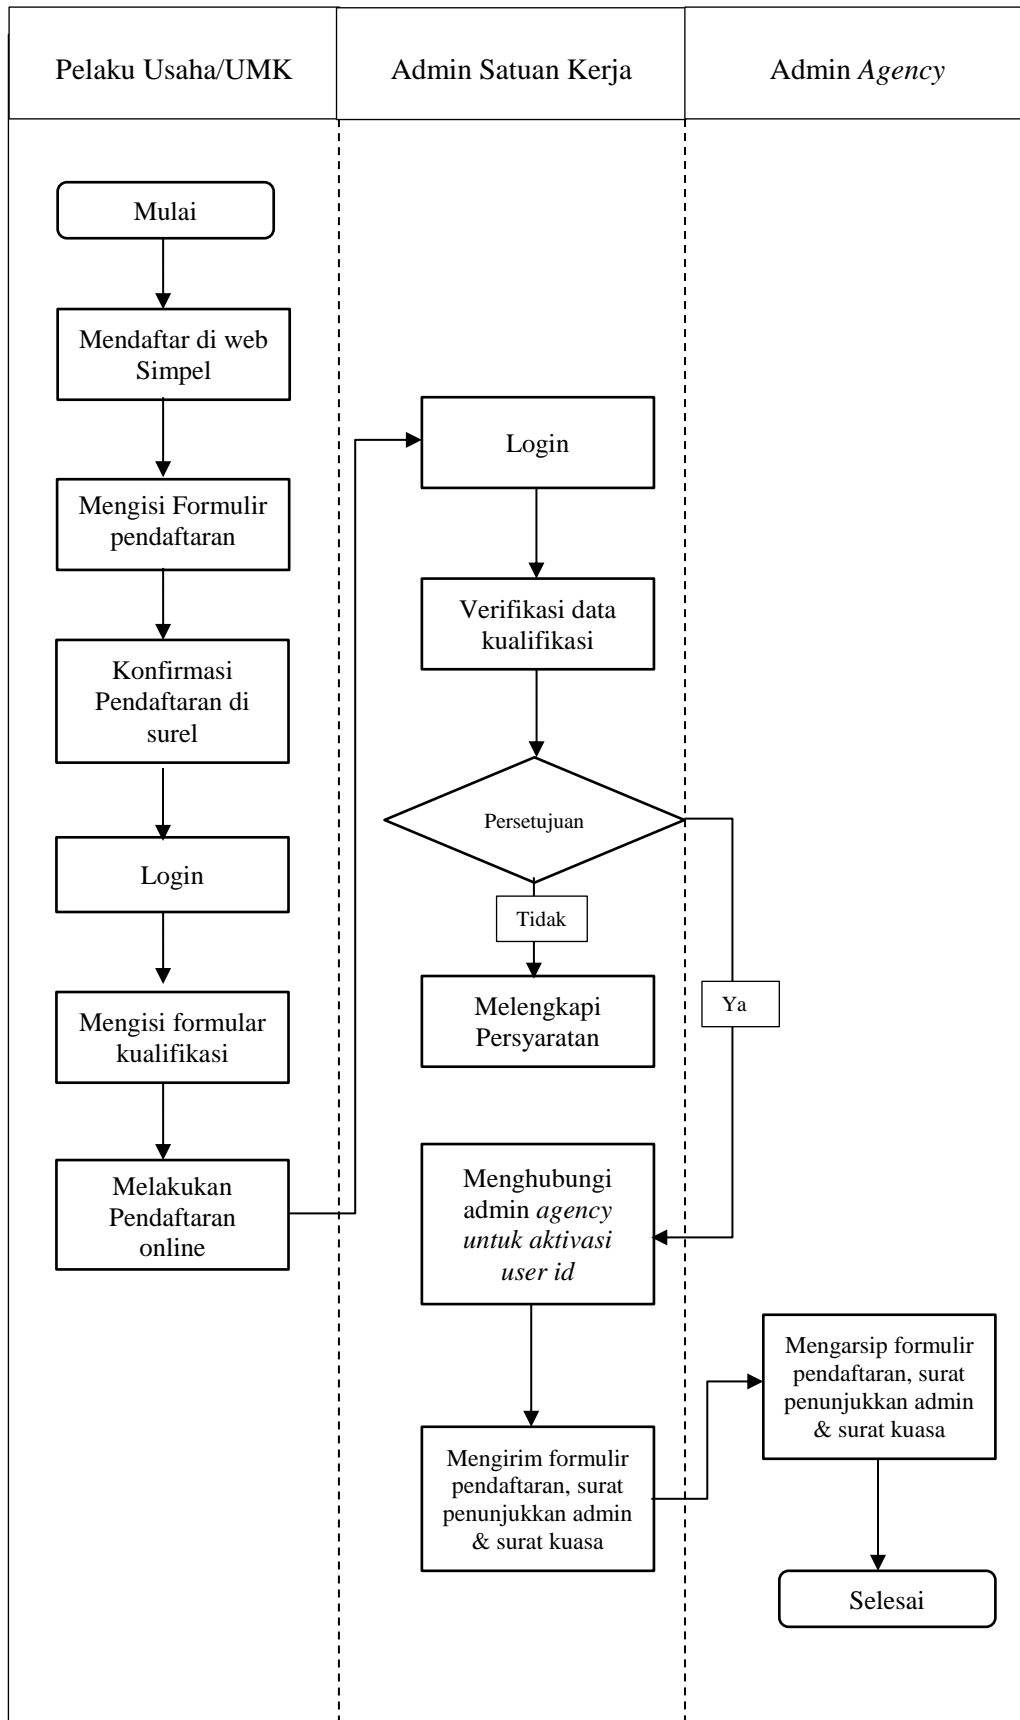 Pelaku Usaha/UMK
Admin Satuan Kerja
Admin Agency
Mulai
Mendaftar di web
Simpel
Mengisi Formulir
pendaftaran
Konfirmasi
Pendaftaran di
surel
Login
Mengisi formular
kualifikasi
Melakukan
Pendaftaran
online
Login
Verifikasi data
kualifikasi
Persetujuan
Tidak
Melengkapi
Persyaratan
Ya
Menghubungi
admin agency
untuk aktivasi
user id
Mengirim formulir
pendaftaran, surat
penunjukkan admin
& surat kuasa
Mengarsip formulir
pendaftaran, surat
penunjukkan admin
& surat kuasa
Selesai